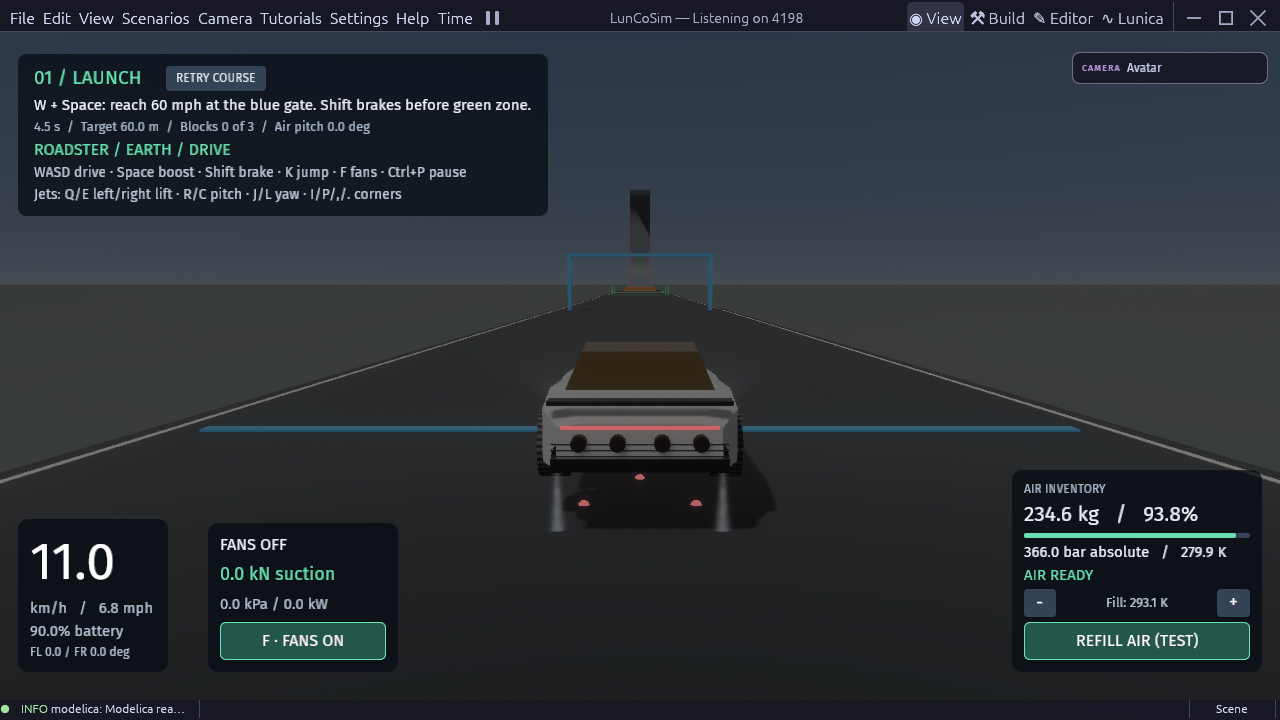 File Edit View Scenarios Camera Tutorials Settings Help Time
LunCoSim — Listening on 4198
View Build Editor Lunica
01 / LAUNCH
RETRY COURSE
W + Space: reach 60 mph at the blue gate. Shift brakes before green zone.
4.5 s / Target 60.0 m / Blocks 0 of 3 / Air pitch 0.0 deg
ROADSTER / EARTH / DRIVE
WASD drive · Space boost · Shift brake · K jump · F fans · Ctrl+P pause
Jets: Q/E left/right lift · R/C pitch · J/L yaw · I/P/,/. corners
CAMERA Avatar
11.0
km/h / 6.8 mph
90.0% battery
FL 0.0 / FR 0.0 deg
FANS OFF
0.0 kN suction
0.0 kPa / 0.0 kW
F · FANS ON
AIR INVENTORY
234.6 kg / 93.8%
366.0 bar absolute / 279.9 K
AIR READY
- Fill: 293.1 K +
REFILL AIR (TEST)
INFO modelica: Modelica rea...
Scene